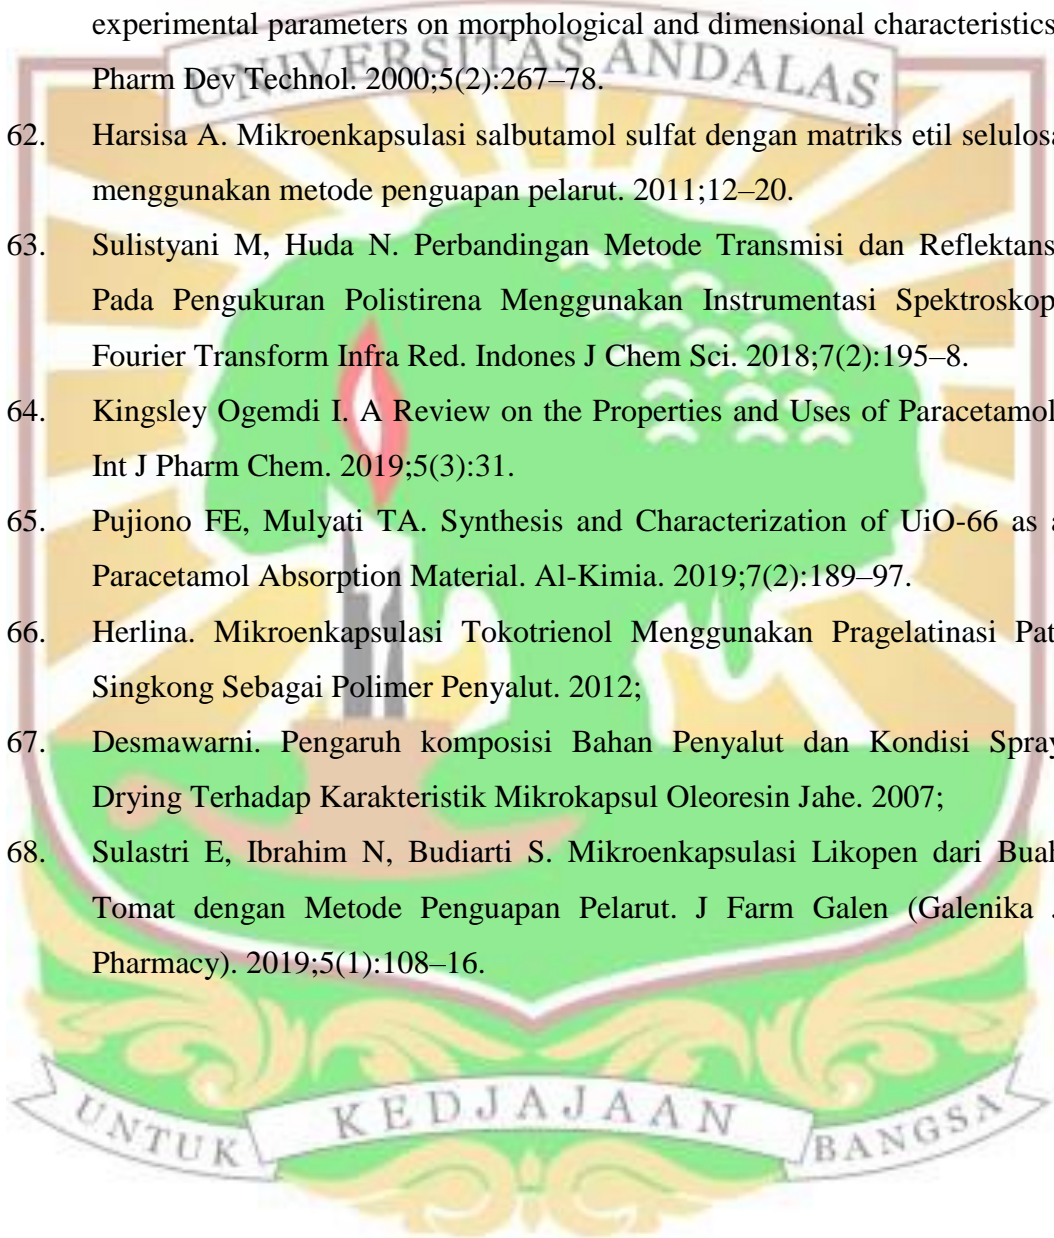 experimental parameters on morphological and dimensional characteristics
UNIVERSITAS ANDALAS
Pharm Dev Technol. 2000;5(2):267–78.
62. Harsisa A. Mikroenkapsulasi salbutamol sulfat dengan matriks etil selulosa
menggunakan metode penguapan pelarut. 2011;12–20.
63. Sulistyani M, Huda N. Perbandingan Metode Transmisi dan Reflektans
Pada Pengukuran Polistirena Menggunakan Instrumentasi Spektroskop
Fourier Transform Infra Red. Indones J Chem Sci. 2018;7(2):195–8.
64. Kingsley Ogemdi I. A Review on the Properties and Uses of Paracetamol
Int J Pharm Chem. 2019;5(3):31.
65. Pujiono FE, Mulyati TA. Synthesis and Characterization of UiO-66 as a
Paracetamol Absorption Material. Al-Kimia. 2019;7(2):189–97.
66. Herlina. Mikroenkapsulasi Tokotrienol Menggunakan Pragelatinasi Pat
Singkong Sebagai Polimer Penyalut. 2012;
67. Desmawarni. Pengaruh komposisi Bahan Penyalut dan Kondisi Spray
Drying Terhadap Karakteristik Mikrokapsul Oleoresin Jahe. 2007;
68. Sulastri E, Ibrahim N, Budiarti S. Mikroenkapsulasi Likopen dari Buah
Tomat dengan Metode Penguapan Pelarut. J Farm Galen (Galenika
Pharmacy). 2019;5(1):108–16.
UNTUK KEDJAJAAN BANGSA